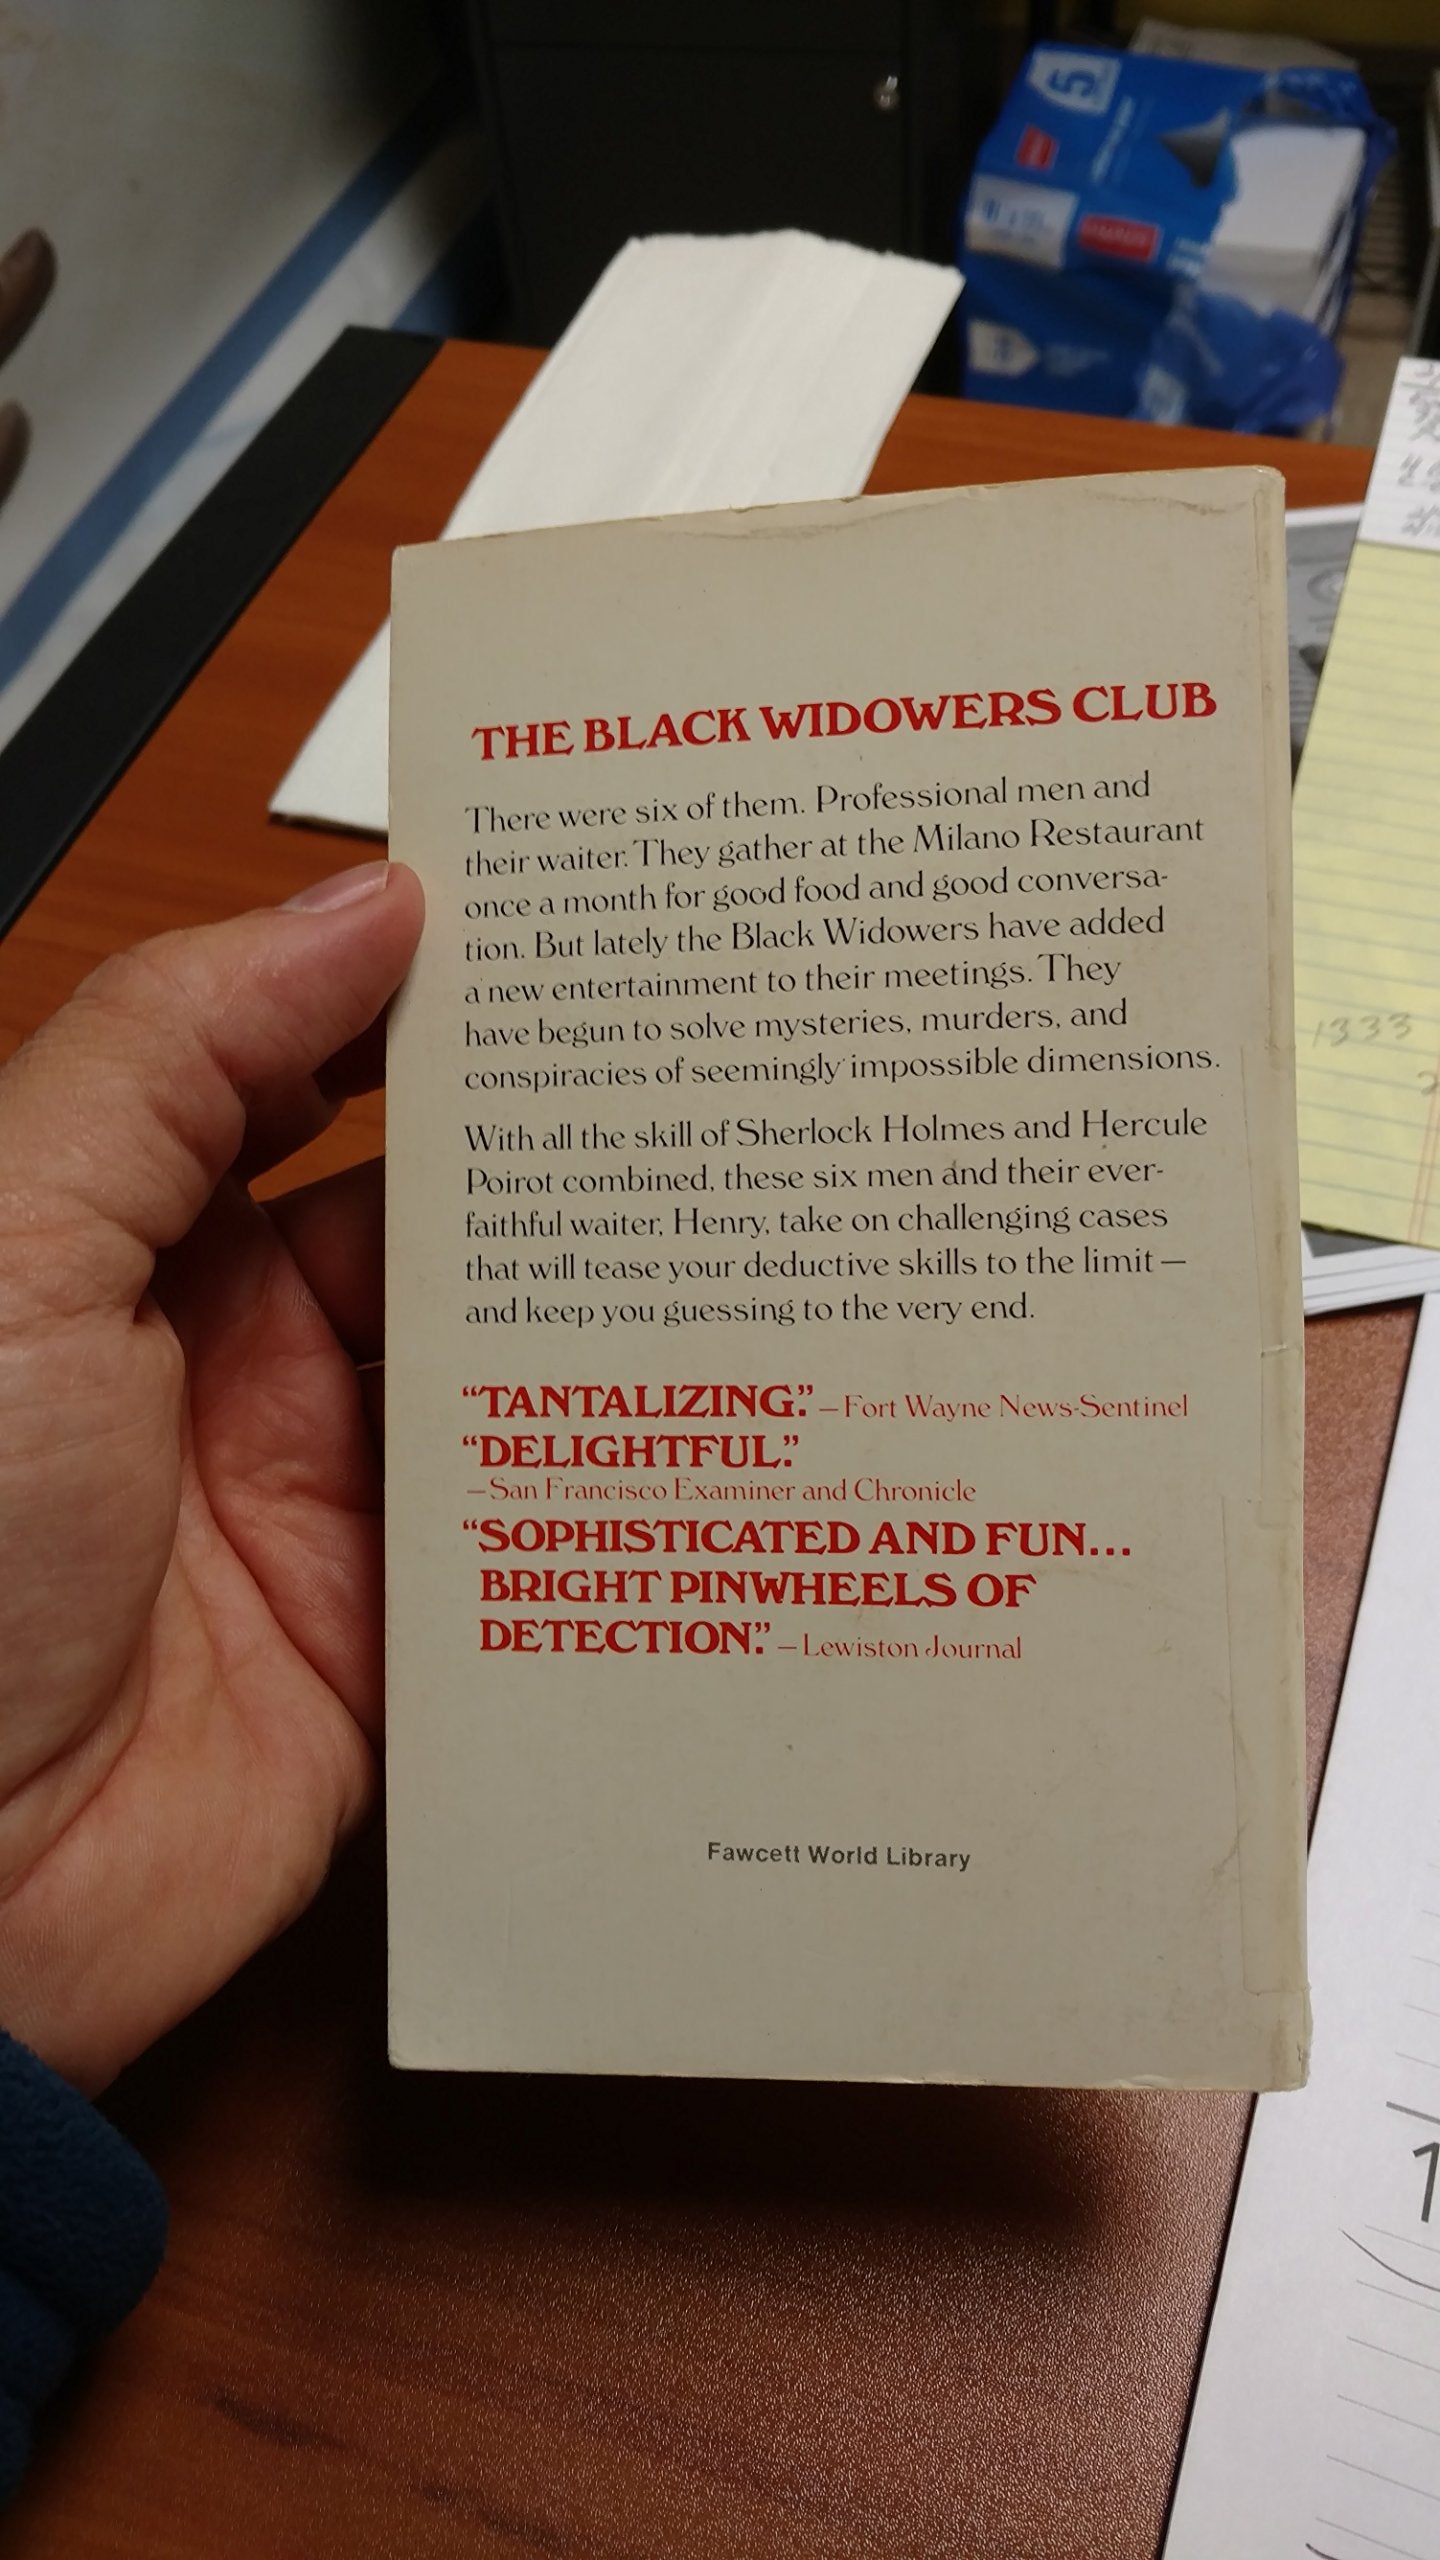 5
THE BLACK WIDOWERS CLUB
There were six of them. Professional men and
their waiter. They gather at the Milano Restaurant
once a month for good food and good conversa-
tion. But lately the Black Widowers have added
a new entertainment to their meetings. They
have begun to solve mysteries, murders, and
conspiracies of seemingly impossible dimensions.
With all the skill of Sherlock Holmes and Hercule
Poirot combined, these six men and their ever-
faithful waiter, Henry, take on challenging cases
that will tease your deductive skills to the limit —
and keep you guessing to the very end.
“TANTALIZING.” — Fort Wayne News-Sentinel
“DELIGHTFUL.”
— San Francisco Examiner and Chronicle
“SOPHISTICATED AND FUN...
BRIGHT PINWHEELS OF
DETECTION.” — Lewiston Journal
Fawcett World Library
1333
1